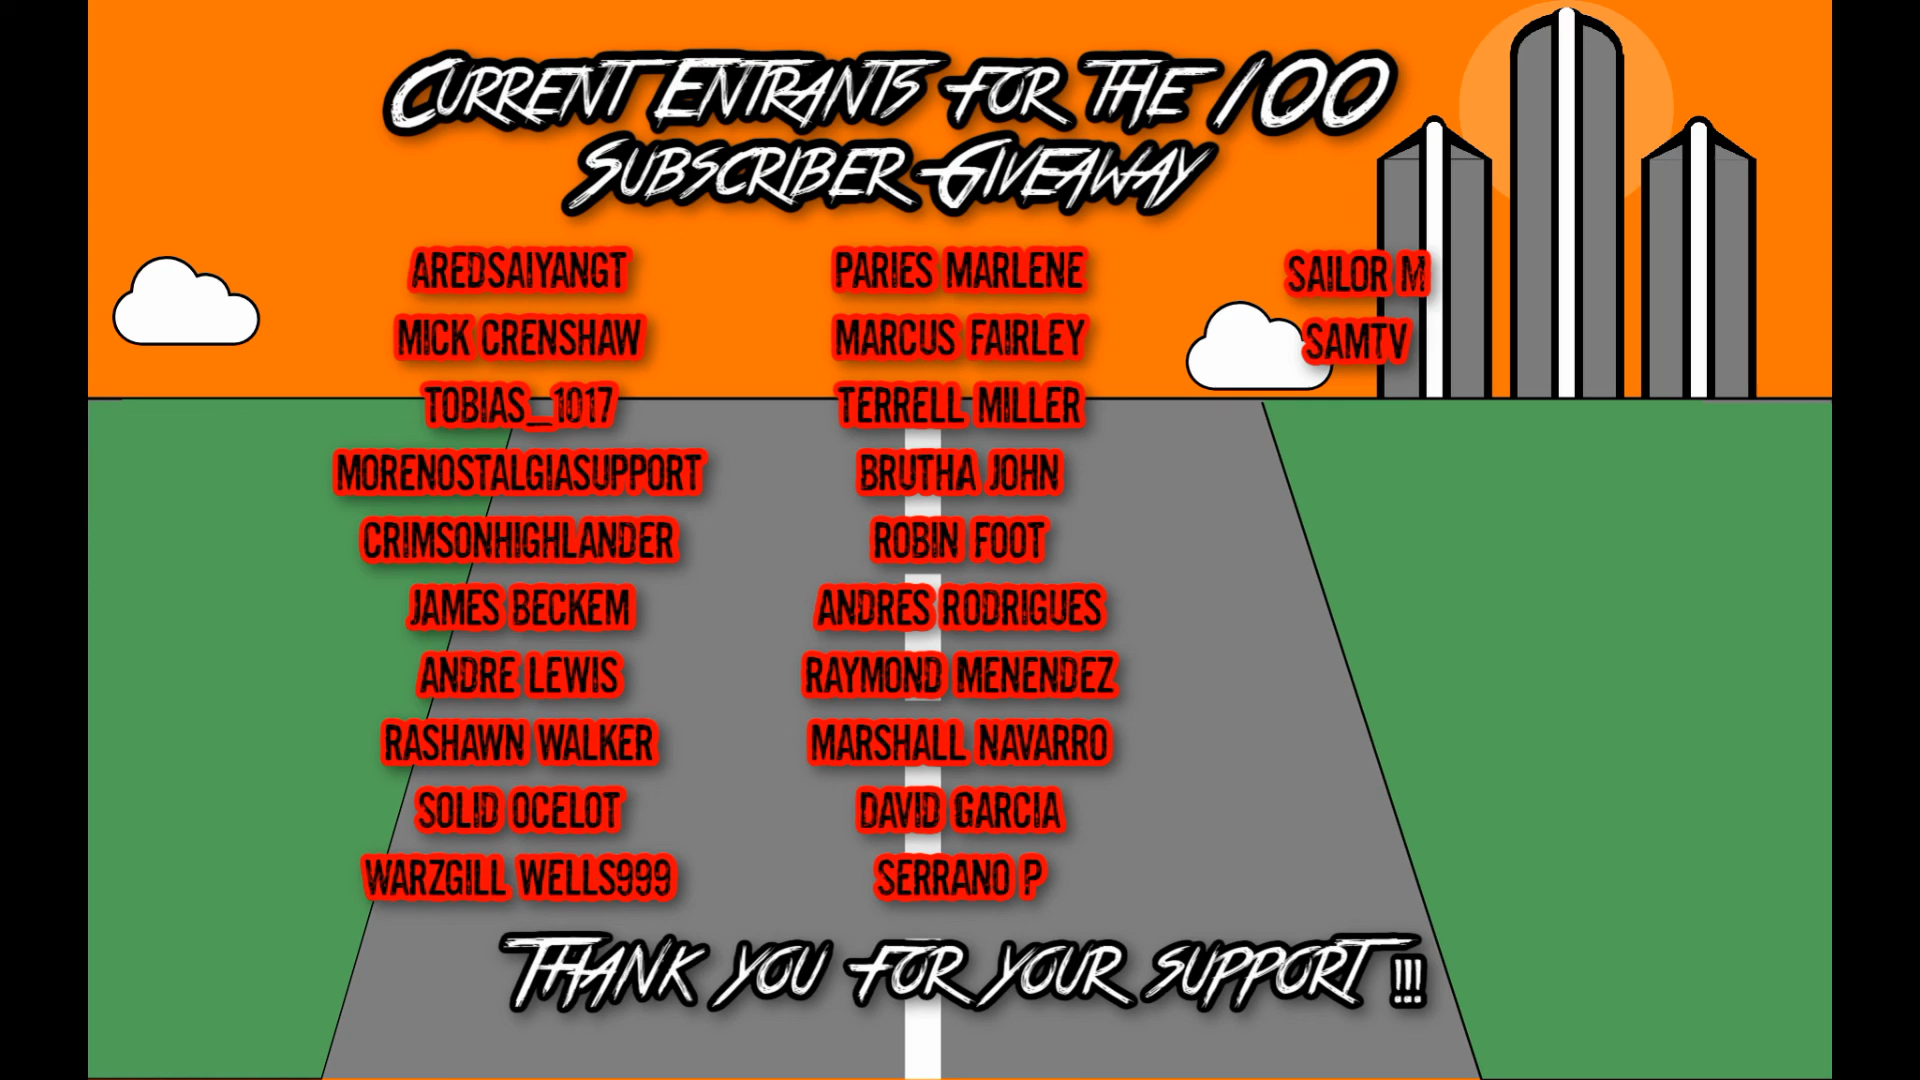 CURRENT ENTRANTS FOR THE 100
SUBSCRIBER GIVEAWAY
AREDSAIYANGT
MICK CRENSHAW
TOBIAS_1017
MORENOSTALGIASUPPORT
CRIMSONHIGHLANDER
JAMES BECKEM
ANDRE LEWIS
RASHAWN WALKER
SOLID OCELOT
WARZGILL WELLS999
PARIES MARLENE
MARCUS FAIRLEY
TERRELL MILLER
BRUTHA JOHN
ROBIN FOOT
ANDRES RODRIGUES
RAYMOND MENENDEZ
MARSHALL NAVARRO
DAVID GARCIA
SERRANO P
SAILOR M
SAMTV
THANK YOU FOR YOUR SUPPORT !!!